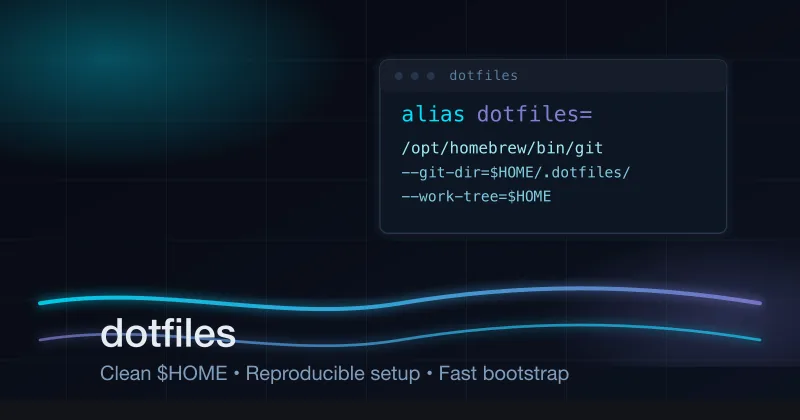 dotfiles
alias dotfiles=
/opt/homebrew/bin/git
--git-dir=$HOME/.dotfiles/
--work-tree=$HOME
dotfiles
Clean $HOME • Reproducible setup • Fast bootstrap